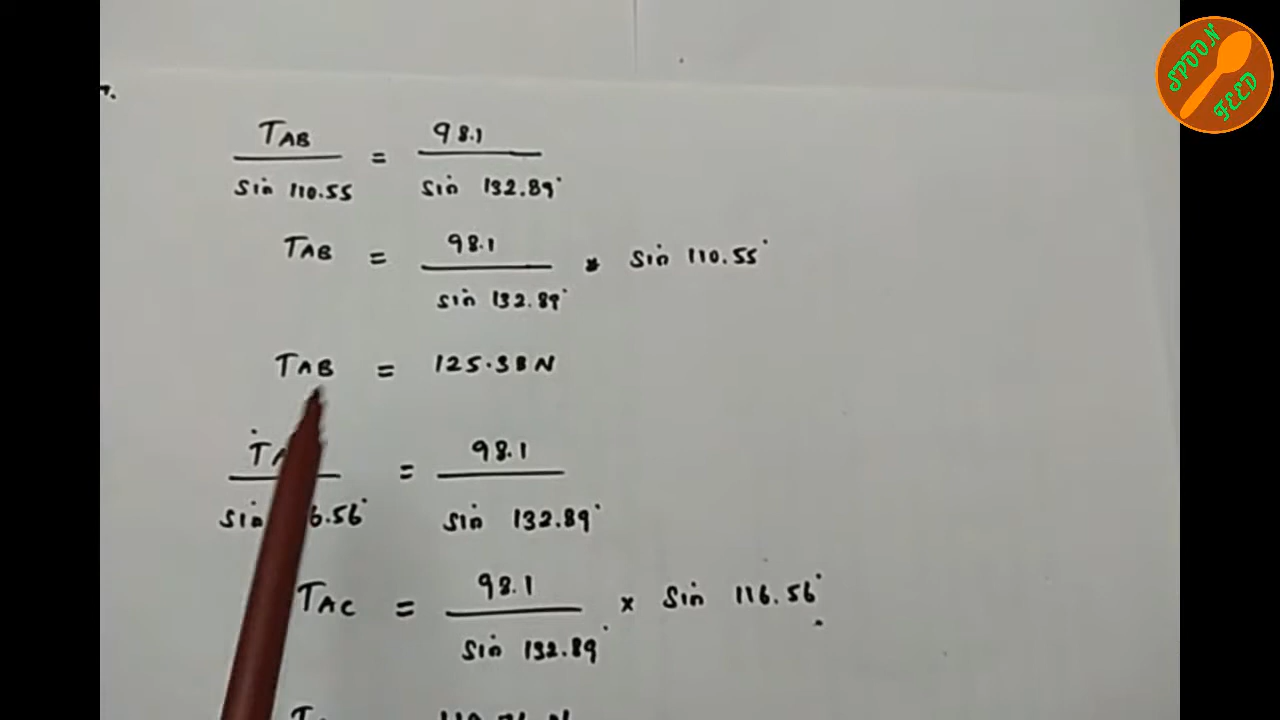 SPOON FEED
TAB / sin 110.55 = 98.1 / sin 132.89°
TAB = 98.1 / sin 132.89° * sin 110.55°
TAB = 125.38 N
= 98.1 / sin 132.89°
TAC = 98.1 / sin 132.89° × sin 116.56°